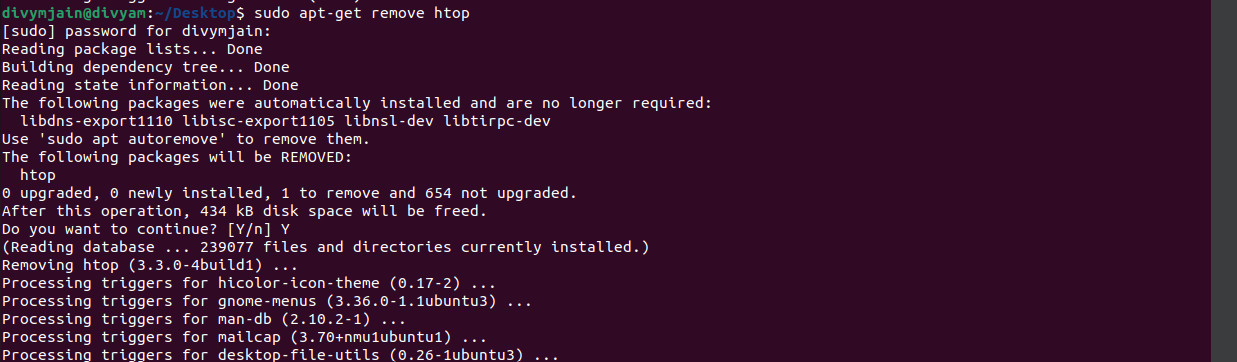 divymjain@divyam:~/Desktop$ sudo apt-get remove htop
[sudo] password for divymjain:
Reading package lists... Done
Building dependency tree... Done
Reading state information... Done
The following packages were automatically installed and are no longer required:
  libdns-export1110 libisc-export1105 libnsl-dev libtirpc-dev
Use 'sudo apt autoremove' to remove them.
The following packages will be REMOVED:
  htop
0 upgraded, 0 newly installed, 1 to remove and 654 not upgraded.
After this operation, 434 kB disk space will be freed.
Do you want to continue? [Y/n] Y
(Reading database ... 239077 files and directories currently installed.)
Removing htop (3.3.0-4build1) ...
Processing triggers for hicolor-icon-theme (0.17-2) ...
Processing triggers for gnome-menus (3.36.0-1.1ubuntu3) ...
Processing triggers for man-db (2.10.2-1) ...
Processing triggers for mailcap (3.70+nmu1ubuntu1) ...
Processing triggers for desktop-file-utils (0.26-1ubuntu3) ...